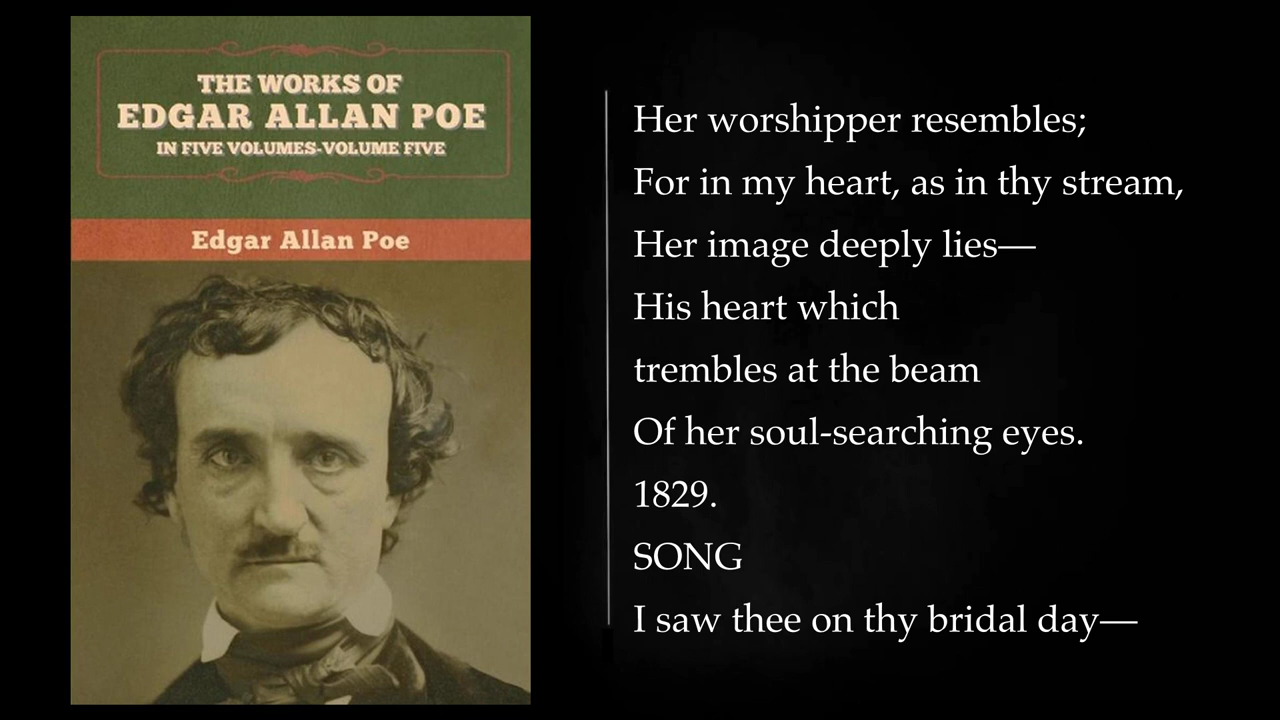 THE WORKS OF
EDGAR ALLAN POE
IN FIVE VOLUMES-VOLUME FIVE
Edgar Allan Poe
Her worshipper resembles;
For in my heart, as in thy stream,
Her image deeply lies—
His heart which
trembles at the beam
Of her soul-searching eyes.
1829.
SONG
I saw thee on thy bridal day—